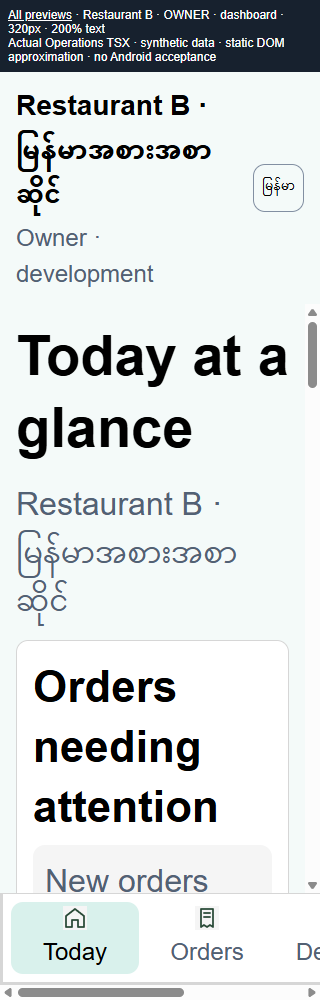 All previews · Restaurant B · OWNER · dashboard ·
320px · 200% text
Actual Operations TSX · synthetic data · static DOM
approximation · no Android acceptance
Restaurant B ·
မြန်မာအစားအစာ
ဆိုင်
မြန်မာ
Owner ·
development
Today at a
glance
Restaurant B ·
မြန်မာအစားအစာ
ဆိုင်
Orders
needing
attention
New orders
Today
Orders
De